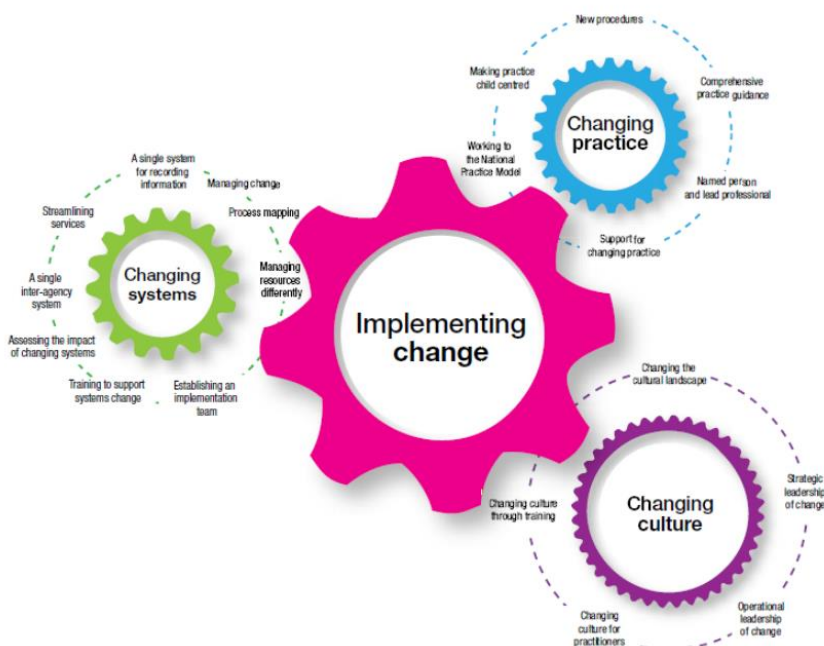 New procedures
Making practice
child centred
Comprehensive
practice guidance
Changing
practice
Working to
the National
Practice Model
Named person
and lead professional
Support for
changing practice
A single system
for recording
information
Managing change
Streamlining
services
Process mapping
Changing
systems
Managing
resources
differently
A single
inter-agency
system
Assessing the impact
of changing systems
Training to support
systems change
Establishing an
implementation
team
Implementing
change
Changing the
cultural landscape
Strategic
leadership
of change
Changing culture
through training
Changing
culture
Operational
leadership
of change
Changing
culture for
practitioners